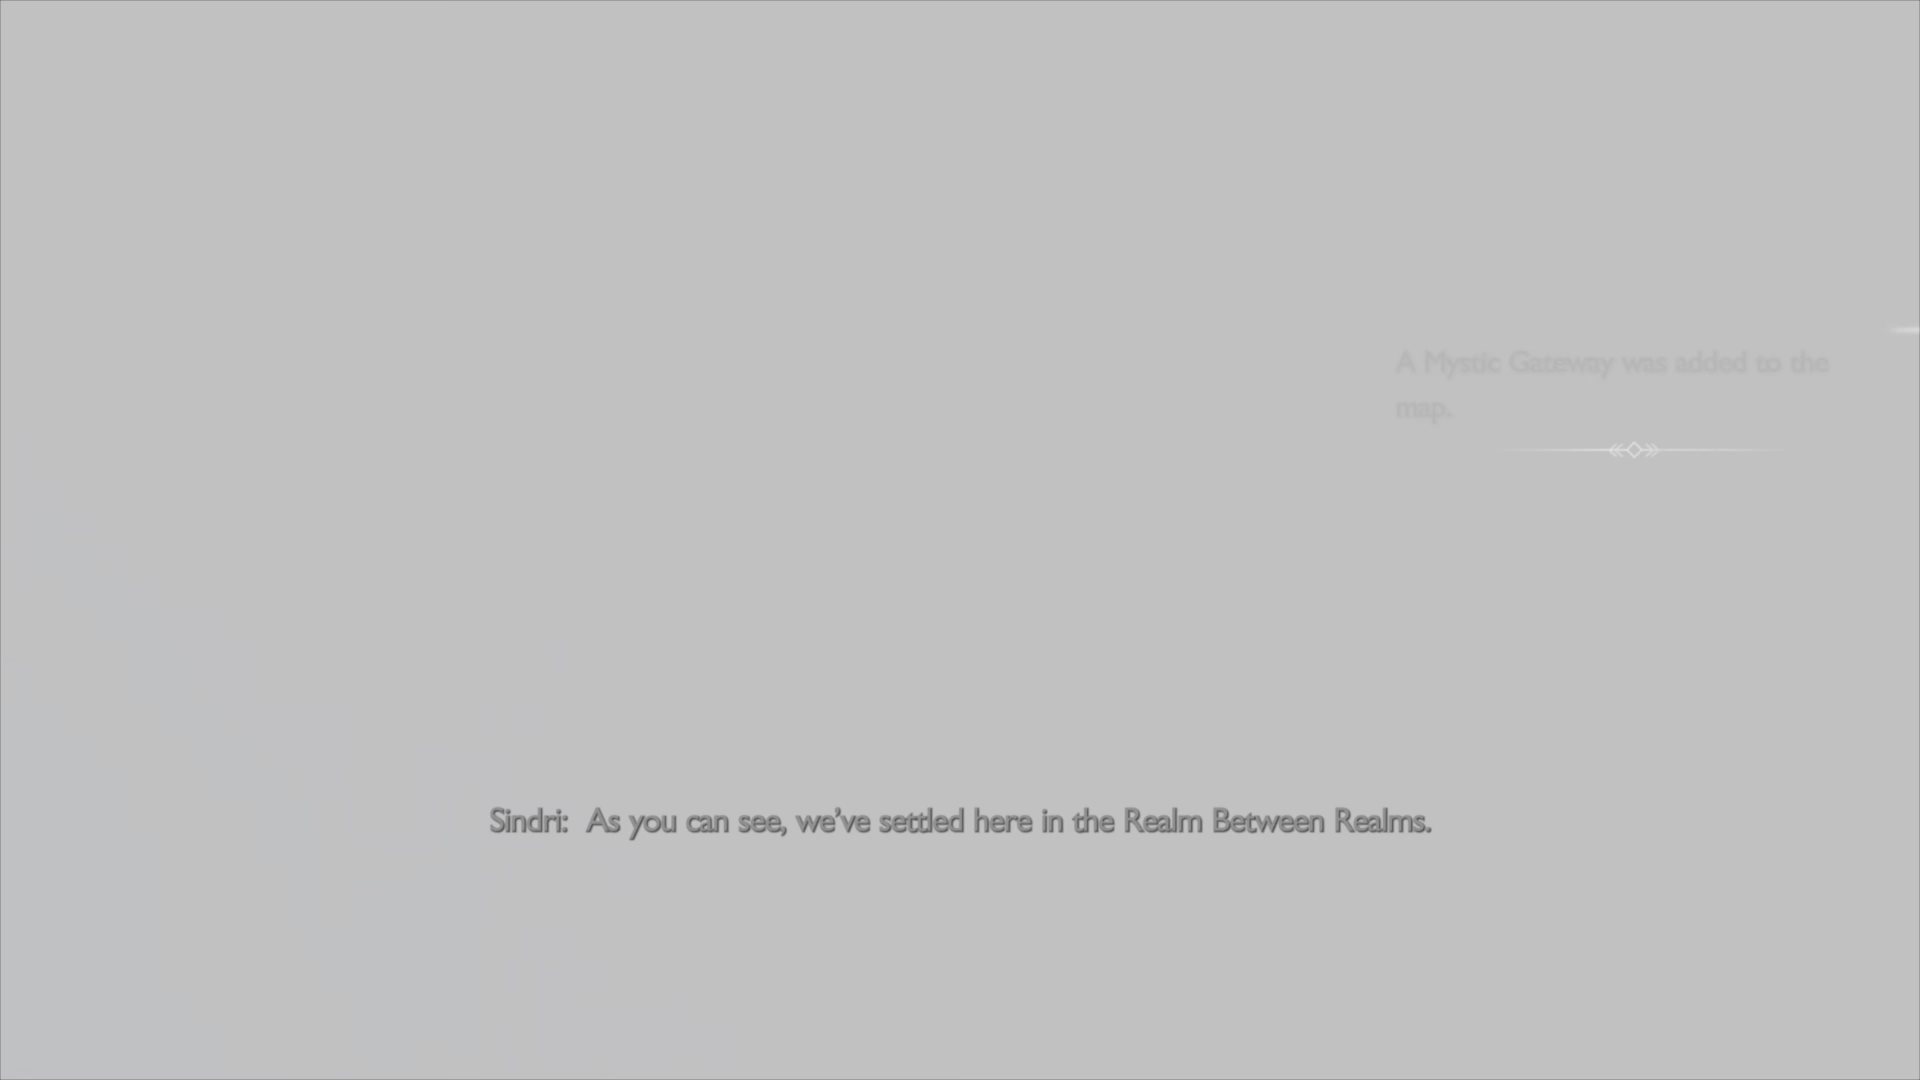 A Mystic Gateway was added to the
map.
Sindri: As you can see, we've settled here in the Realm Between Realms.